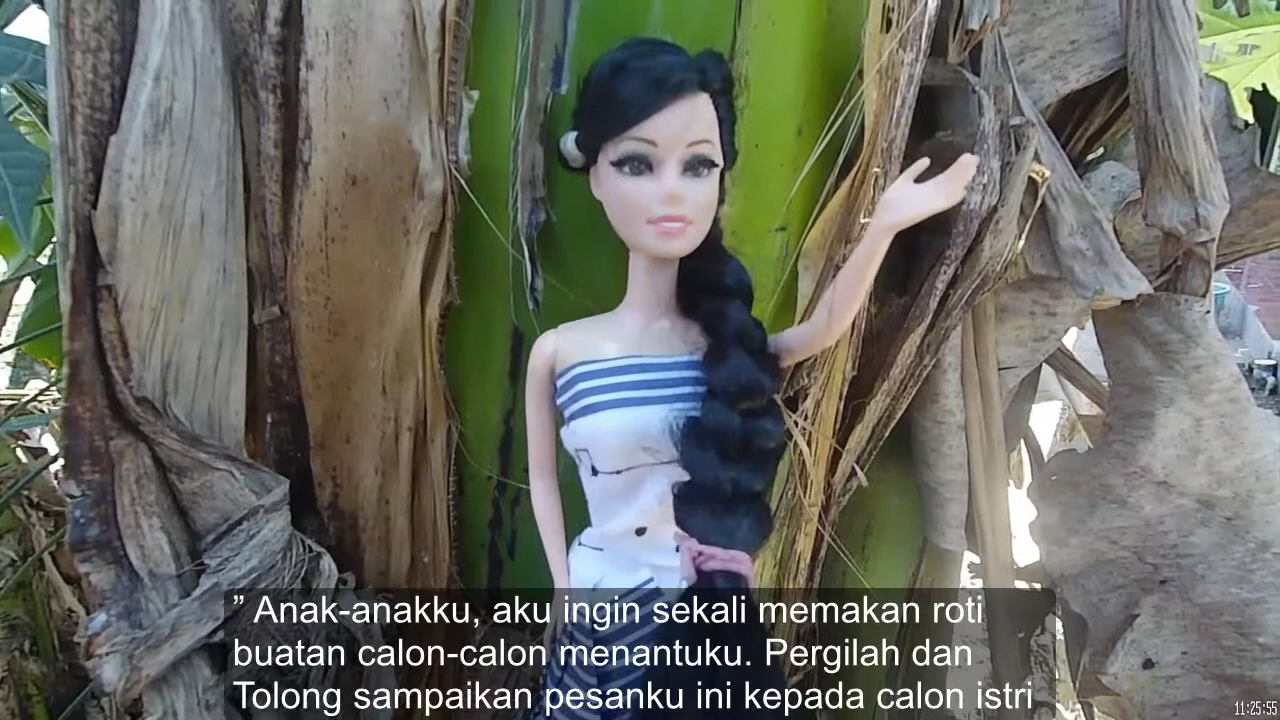 ” Anak-anakku, aku ingin sekali memakan roti
buatan calon-calon menantuku. Pergilah dan
Tolong sampaikan pesanku ini kepada calon istri
11:25:55